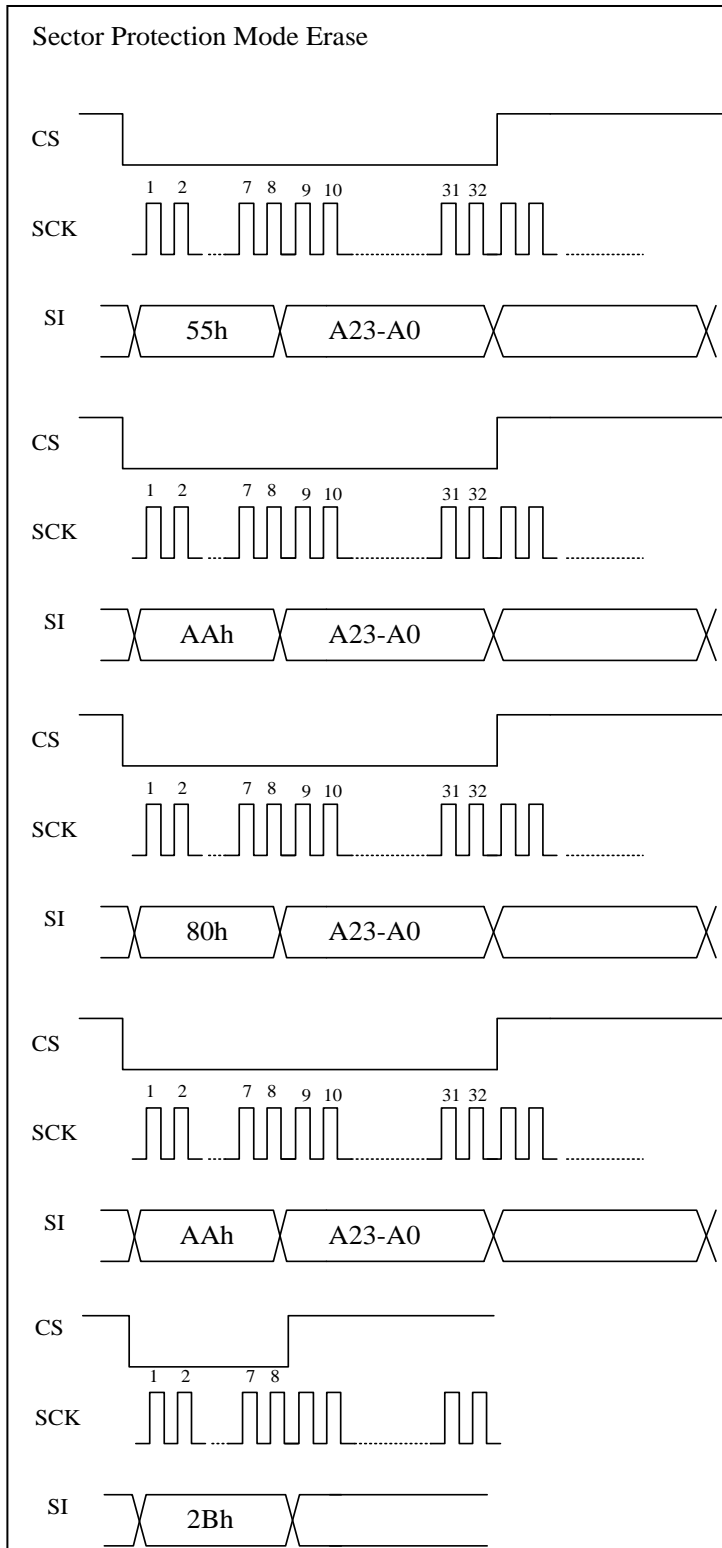 Sector Protection Mode Erase
CS
1 2 7 8 9 10 31 32
SCK
SI 55h A23-A0
CS
1 2 7 8 9 10 31 32
SCK
SI AAh A23-A0
CS
1 2 7 8 9 10 31 32
SCK
SI 80h A23-A0
CS
1 2 7 8 9 10 31 32
SCK
SI AAh A23-A0
CS
1 2 7 8
SCK
SI 2Bh